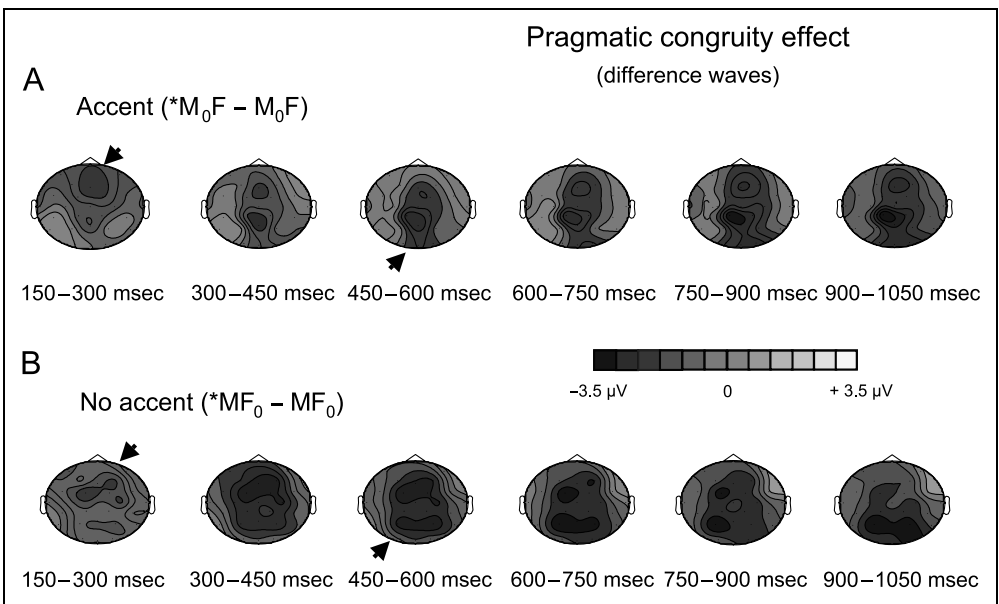 Pragmatic congruity effect
(difference waves)
A
Accent (*M₀F – M₀F)
150–300 msec 300–450 msec 450–600 msec 600–750 msec 750–900 msec 900–1050 msec
B
−3.5 µV 0 + 3.5 µV
No accent (*MF₀ – MF₀)
150–300 msec 300–450 msec 450–600 msec 600–750 msec 750–900 msec 900–1050 msec